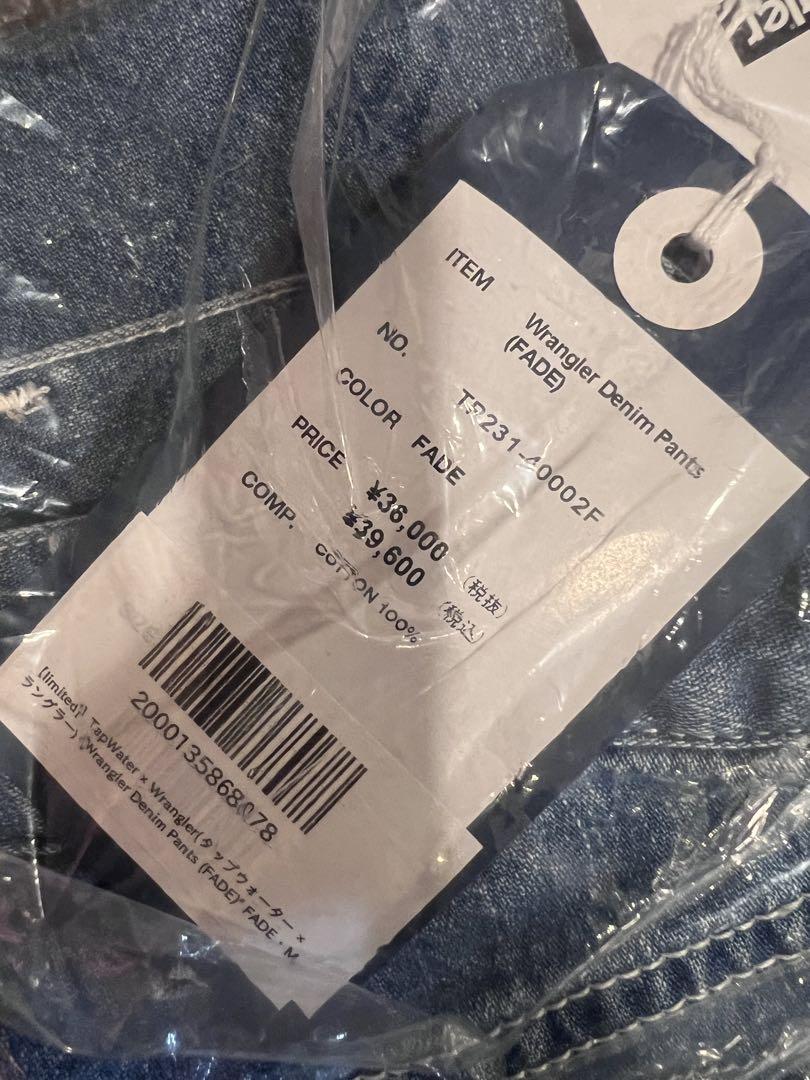 ITEM Wrangler Denim Pants
(FADE)
NO. TR231-40002F
COLOR FADE
PRICE ¥36,000 (税抜)
¥39,600 (税込)
COMP. COTTON 100%
2000135868078
【limited】 TapWater × Wrangler(タップウォーター ×
ラングラー) "Wrangler Denim Pants (FADE)" FADE・M